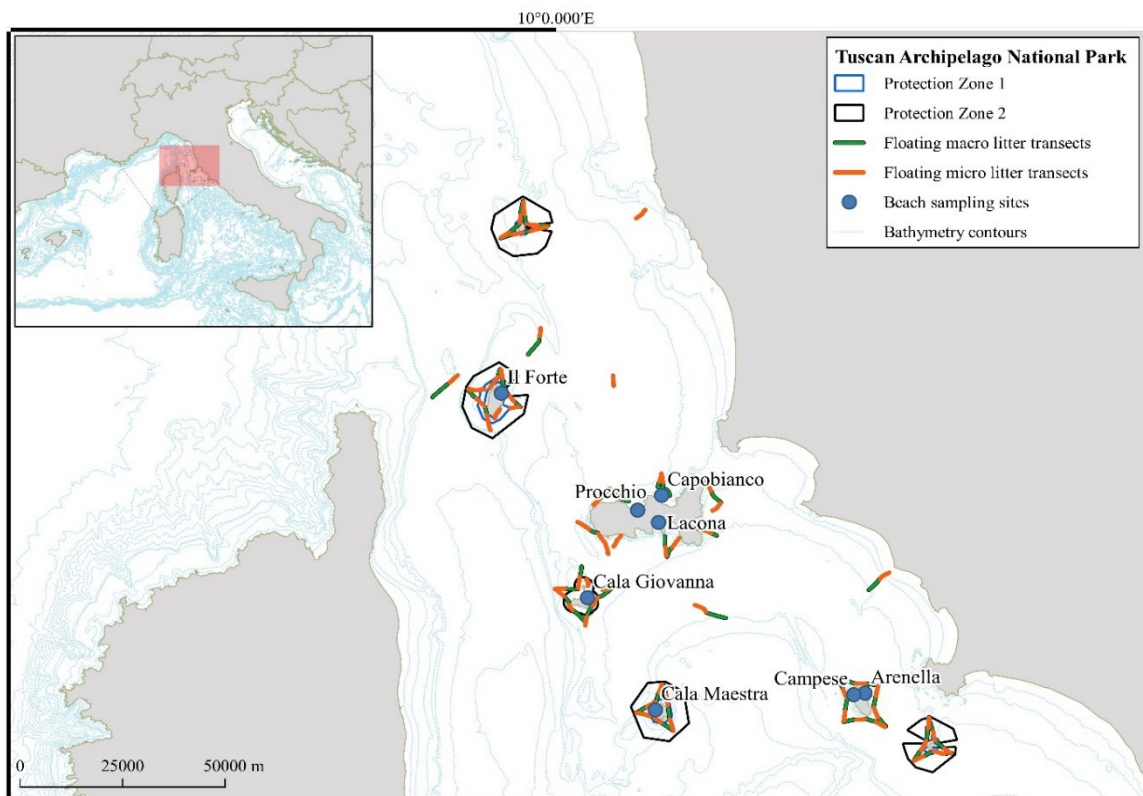 10°0.000'E
Tuscan Archipelago National Park
Protection Zone 1
Protection Zone 2
Floating macro litter transects
Floating micro litter transects
Beach sampling sites
Bathymetry contours
Il Forte
Capobianco
Procchio
Lacona
Cala Giovanna
Campese
Arenella
Cala Maestra
0
25000
50000 m